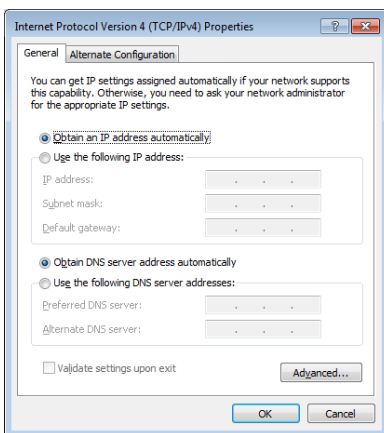 Internet Protocol Version 4 (TCP/IPv4) Properties
General
Alternate Configuration
You can get IP settings assigned automatically if your network supports
this capability. Otherwise, you need to ask your network administrator
for the appropriate IP settings.
Obtain an IP address automatically
Use the following IP address:
IP address:
Subnet mask:
Default gateway:
Obtain DNS server address automatically
Use the following DNS server addresses:
Preferred DNS server:
Alternate DNS server:
Validate settings upon exit
Advanced...
OK
Cancel